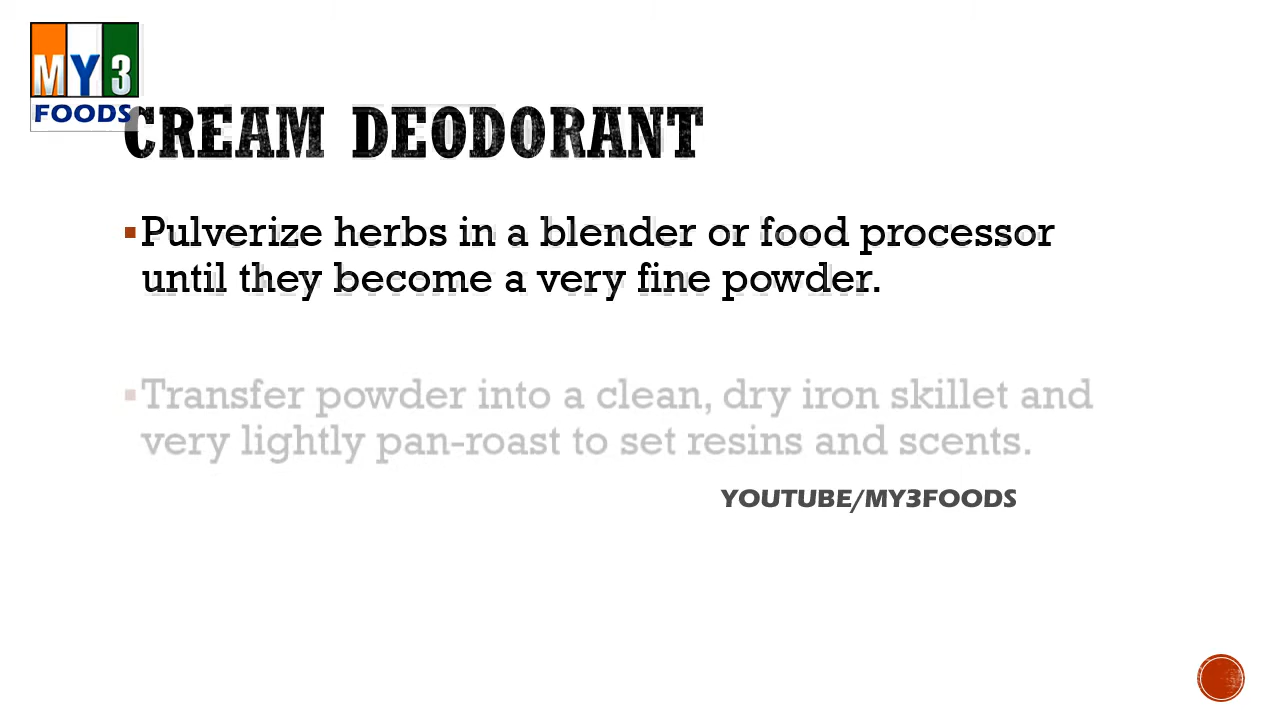 MY3
FOODS
CREAM DEODORANT
▪Pulverize herbs in a blender or food processor
until they become a very fine powder.
▪Transfer powder into a clean, dry iron skillet and
very lightly pan-roast to set resins and scents.
YOUTUBE/MY3FOODS